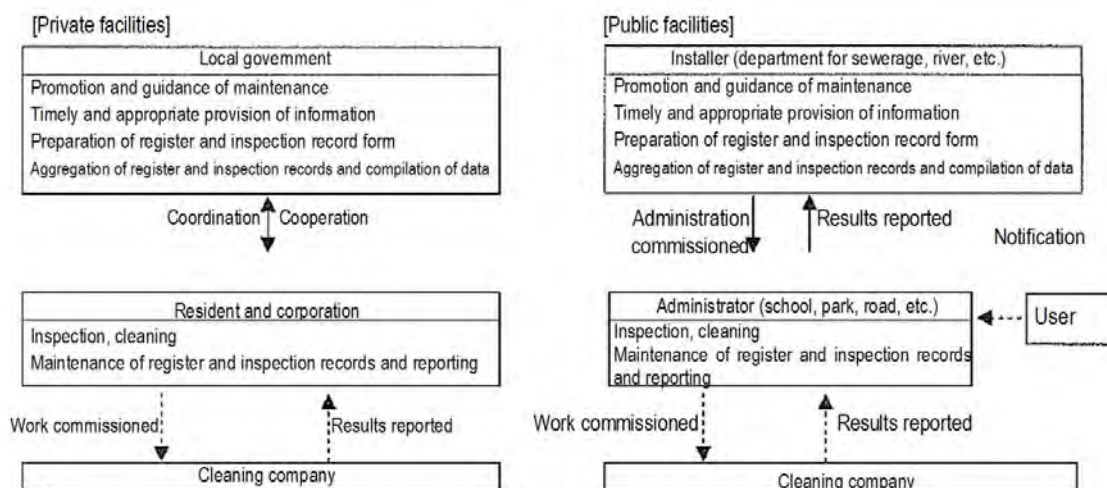 [Private facilities]
Local government
Promotion and guidance of maintenance
Timely and appropriate provision of information
Preparation of register and inspection record form
Aggregation of register and inspection records and compilation of data
Coordination Cooperation
Resident and corporation
Inspection, cleaning
Maintenance of register and inspection records and reporting
Work commissioned Results reported
Cleaning company
[Public facilities]
Installer (department for sewerage, river, etc.)
Promotion and guidance of maintenance
Timely and appropriate provision of information
Preparation of register and inspection record form
Aggregation of register and inspection records and compilation of data
Administration
commissioned
Results reported
Notification
Administrator (school, park, road, etc.)
Inspection, cleaning
Maintenance of register and inspection records
and reporting
User
Work commissioned Results reported
Cleaning company